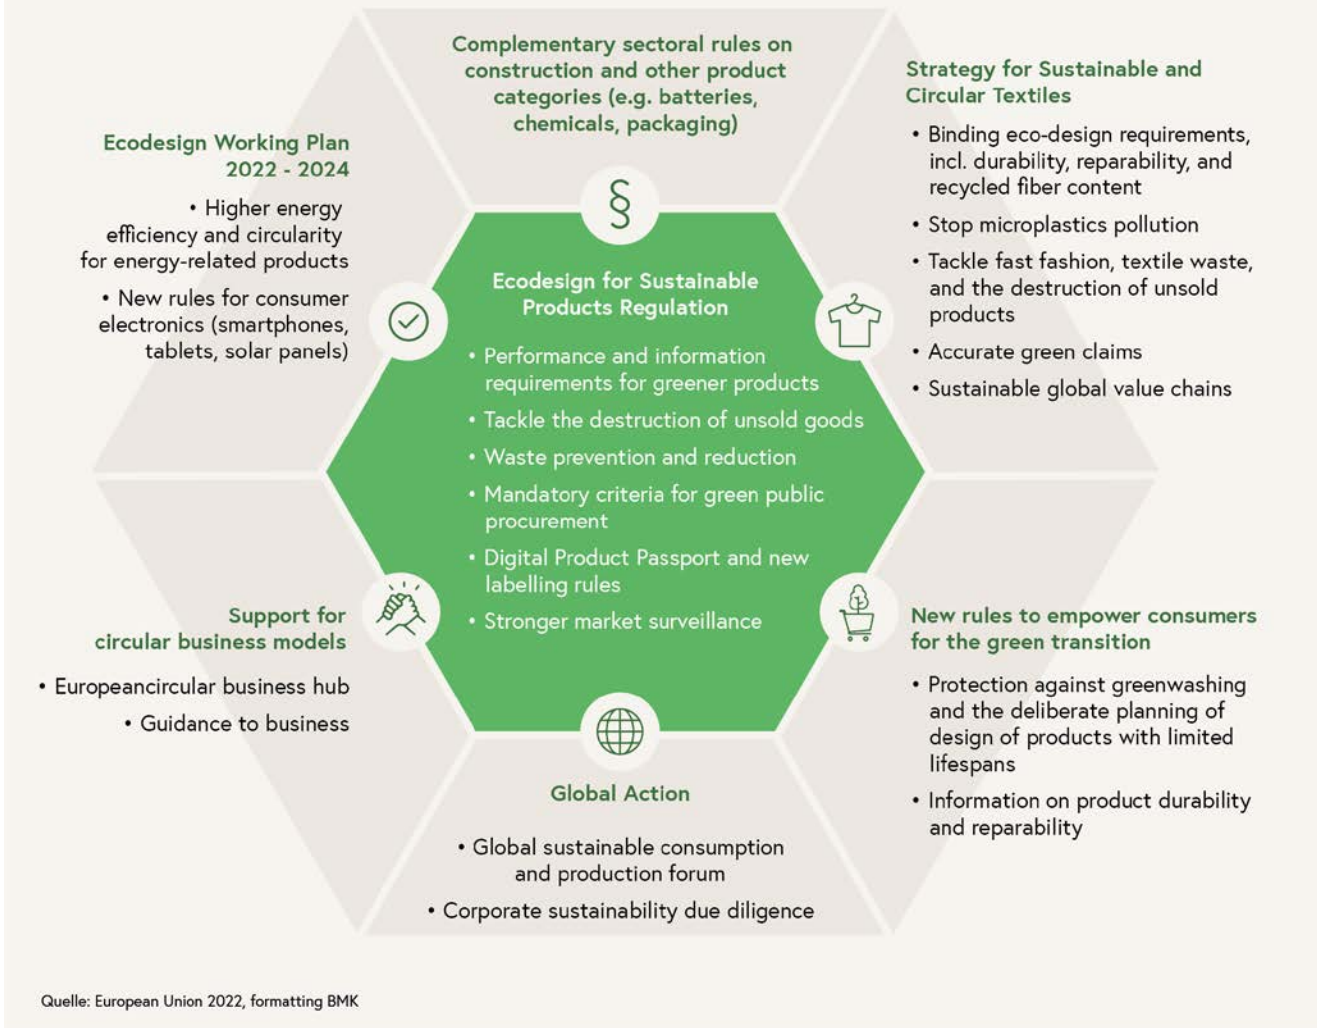 Complementary sectoral rules on
construction and other product
categories (e.g. batteries,
chemicals, packaging)
Ecodesign Working Plan
2022 - 2024
• Higher energy
efficiency and circularity
for energy-related products
• New rules for consumer
electronics (smartphones,
tablets, solar panels)
Strategy for Sustainable and
Circular Textiles
• Binding eco-design requirements,
incl. durability, reparability, and
recycled fiber content
• Stop microplastics pollution
• Tackle fast fashion, textile waste,
and the destruction of unsold
products
• Accurate green claims
• Sustainable global value chains
§
Ecodesign for Sustainable
Products Regulation
• Performance and information
requirements for greener products
• Tackle the destruction of unsold goods
• Waste prevention and reduction
• Mandatory criteria for green public
procurement
• Digital Product Passport and new
labelling rules
• Stronger market surveillance
Support for
circular business models
• Europeancircular business hub
• Guidance to business
New rules to empower consumers
for the green transition
• Protection against greenwashing
and the deliberate planning of
design of products with limited
lifespans
• Information on product durability
and reparability
Global Action
• Global sustainable consumption
and production forum
• Corporate sustainability due diligence
Quelle: European Union 2022, formatting BMK